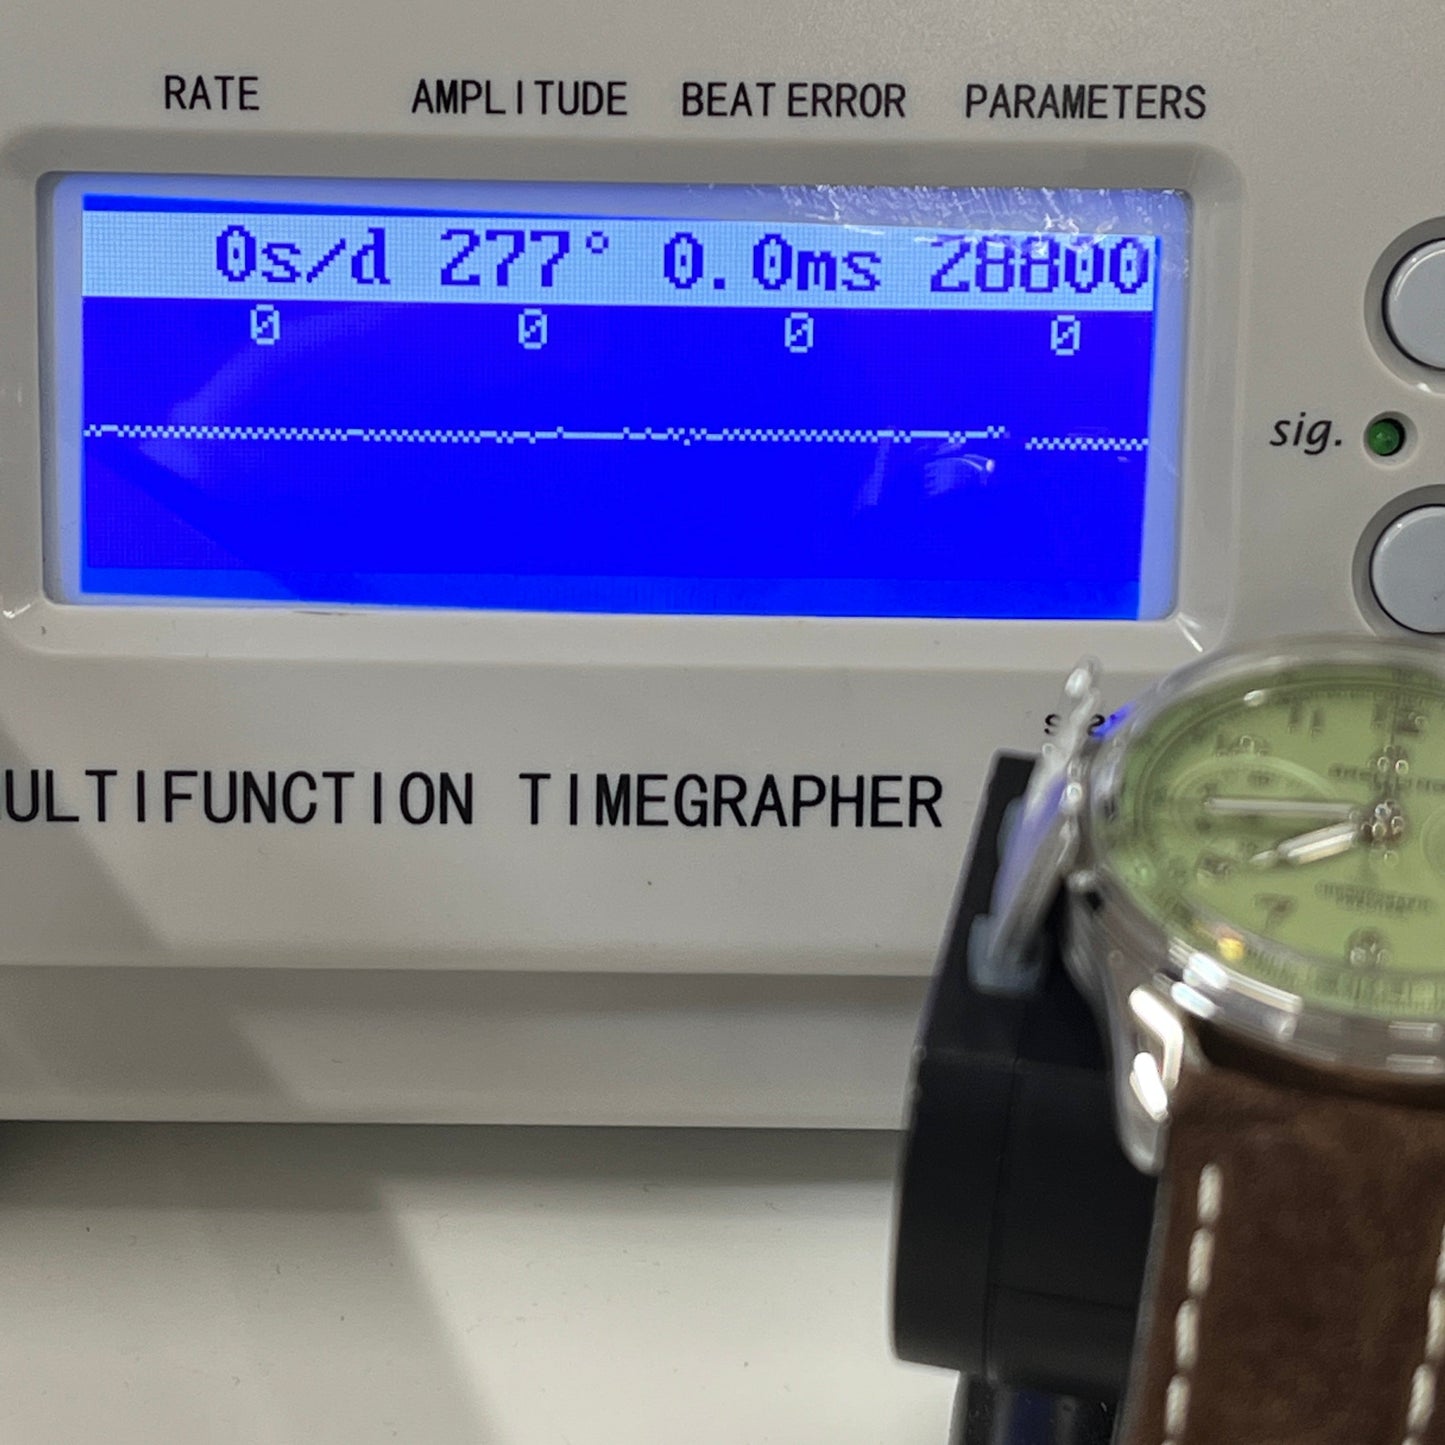 RATE AMPLITUDE BEAT ERROR PARAMETERS
0s/d 277° 0.0ms 28800
0 0 0 0
sig.
ULTIFUNCTION TIMEGRAPHER